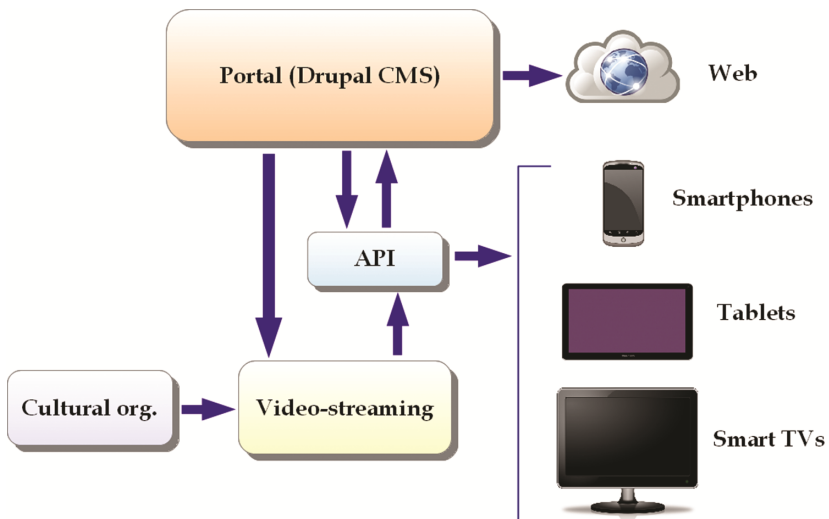 Portal (Drupal CMS)
Web
Smartphones
API
Tablets
Cultural org.
Video-streaming
Smart TVs